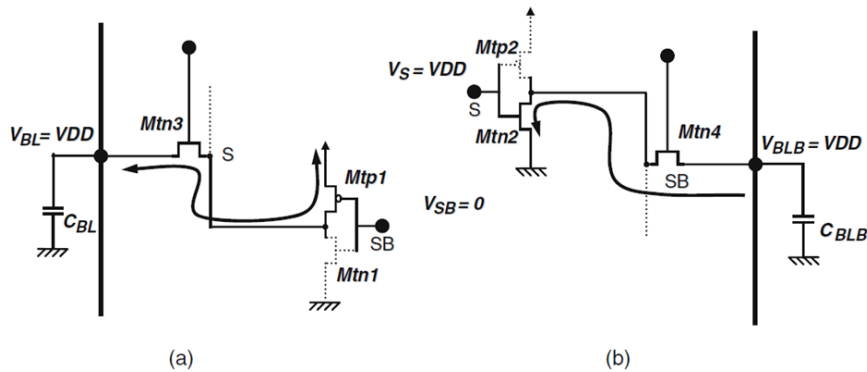 V_BL = VDD
Mtn3
S
Mtp1
C_BL
SB
Mtn1
(a)
Mtp2
V_S = VDD
S
Mtn2
Mtn4
V_BLB = VDD
SB
V_SB = 0
C_BLB
(b)